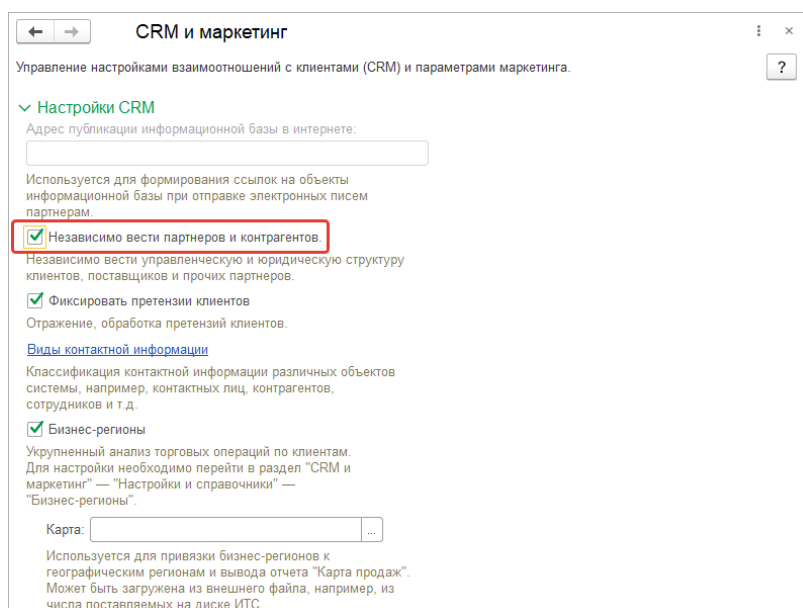 CRM и маркетинг
Управление настройками взаимоотношений с клиентами (CRM) и параметрами маркетинга.
?
Настройки CRM
Адрес публикации информационной базы в интернете:
Используется для формирования ссылок на объекты
информационной базы при отправке электронных писем
партнерам.
Независимо вести партнеров и контрагентов.
Независимо вести управленческую и юридическую структуру
клиентов, поставщиков и прочих партнеров.
Фиксировать претензии клиентов
Отражение, обработка претензий клиентов.
Виды контактной информации
Классификация контактной информации различных объектов
системы, например, контактных лиц, контрагентов,
сотрудников и т.д.
Бизнес-регионы
Укрупненный анализ торговых операций по клиентам.
Для настройки необходимо перейти в раздел "CRM и
маркетинг" — "Настройки и справочники" —
"Бизнес-регионы".
Карта:
...
Используется для привязки бизнес-регионов к
географическим регионам и вывода отчета "Карта продаж".
Может быть загружена из внешнего файла, например, из
числа поставляемых на диске ИТС.